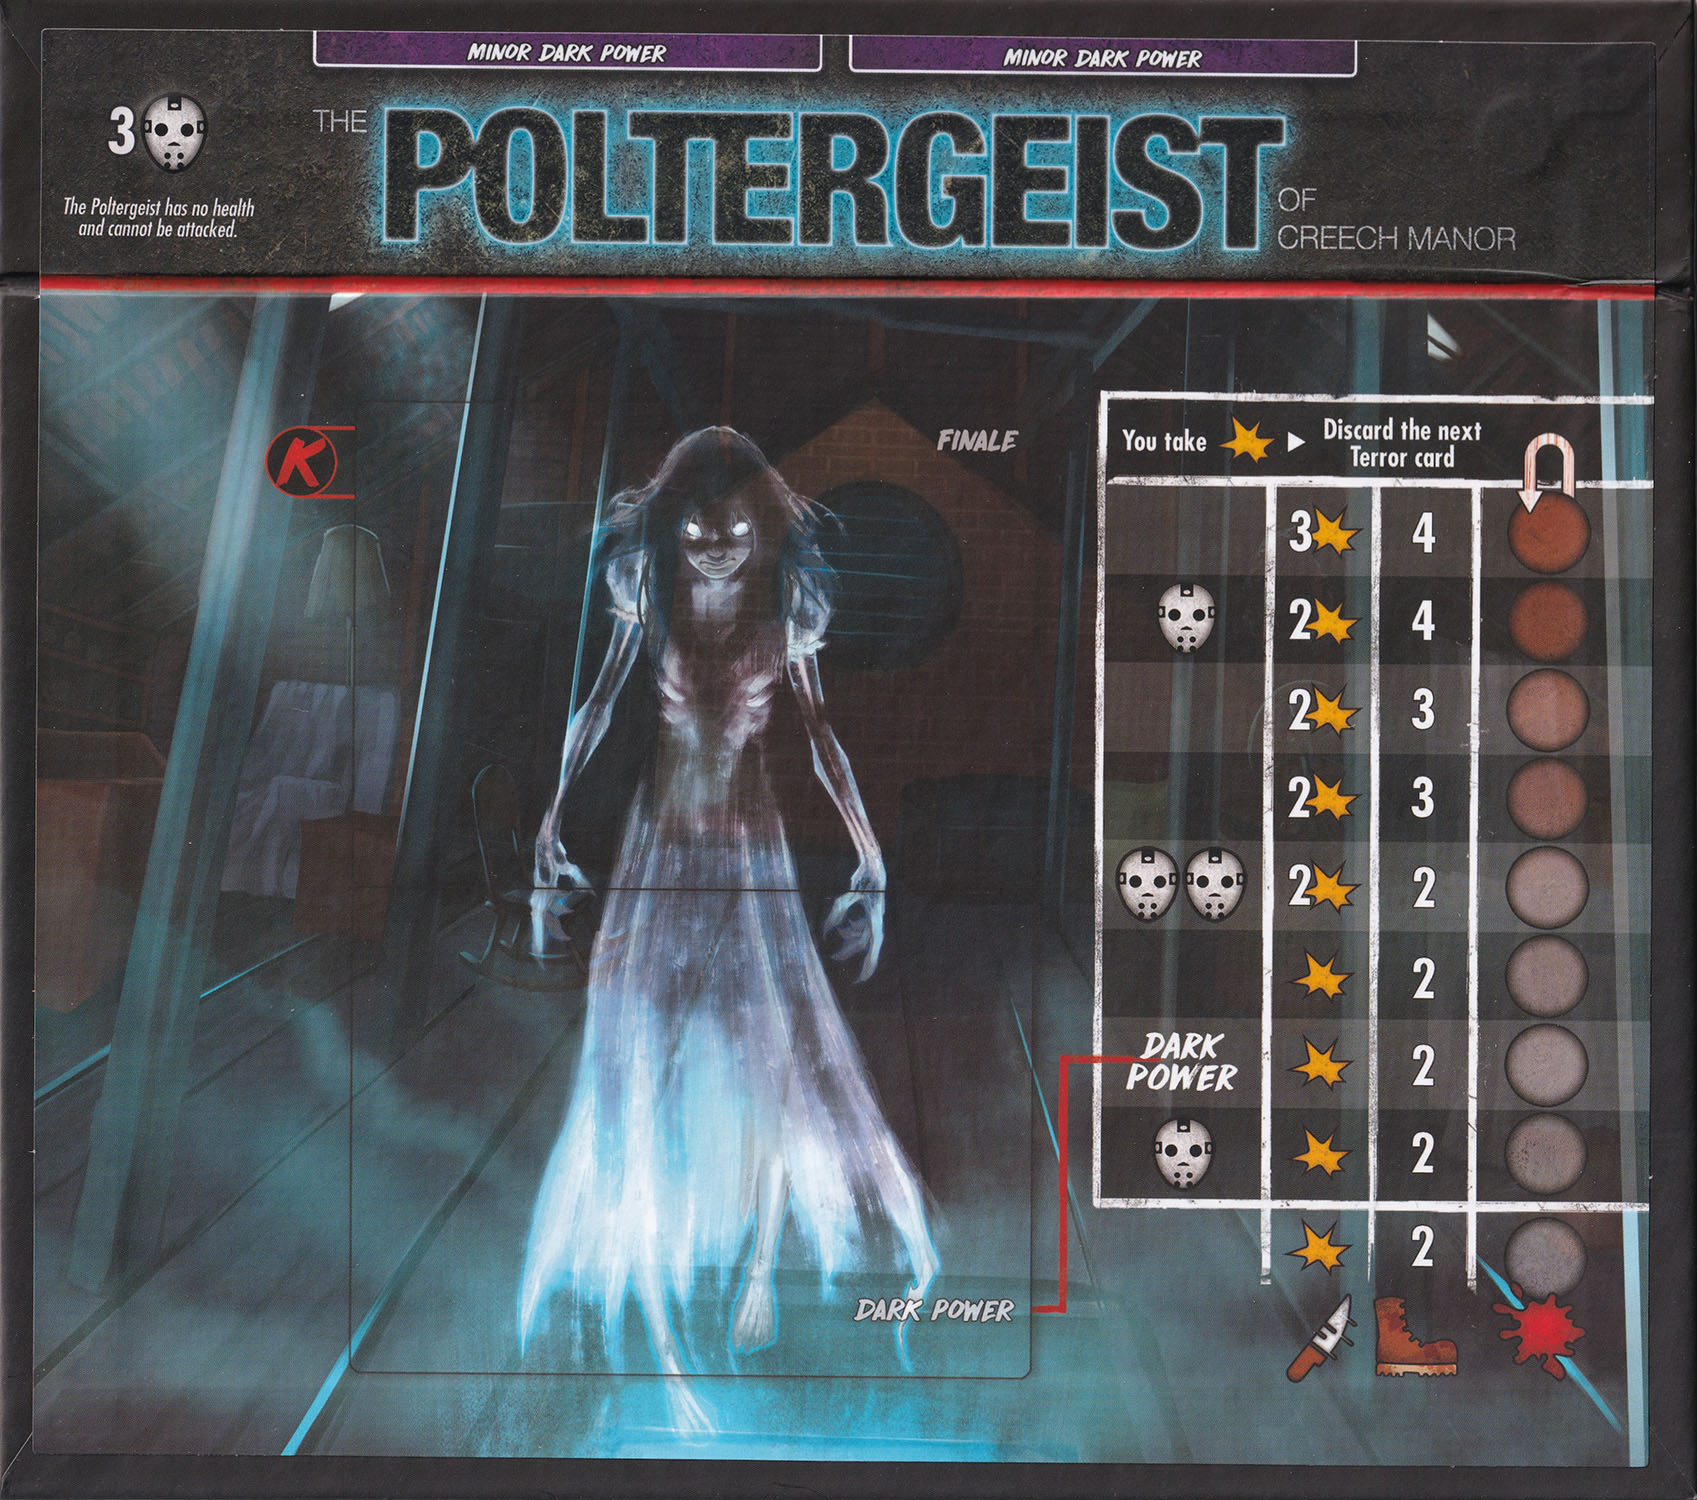 MINOR DARK POWER
MINOR DARK POWER
3
The Poltergeist has no health
and cannot be attacked.
THE
POLTERGEIST
OF
CREECH MANOR
K
FINALE
You take
Discard the next
Terror card
3 4
2 4
2 3
2 3
2 2
2
DARK
POWER
2
2
2
DARK POWER